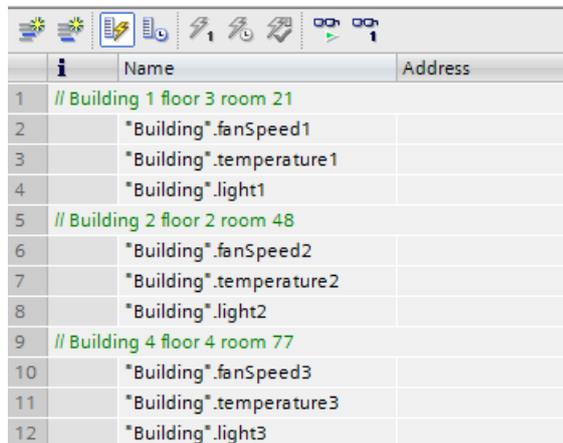 i Name Address
1 // Building 1 floor 3 room 21
2 "Building".fanSpeed1
3 "Building".temperature1
4 "Building".light1
5 // Building 2 floor 2 room 48
6 "Building".fanSpeed2
7 "Building".temperature2
8 "Building".light2
9 // Building 4 floor 4 room 77
10 "Building".fanSpeed3
11 "Building".temperature3
12 "Building".light3